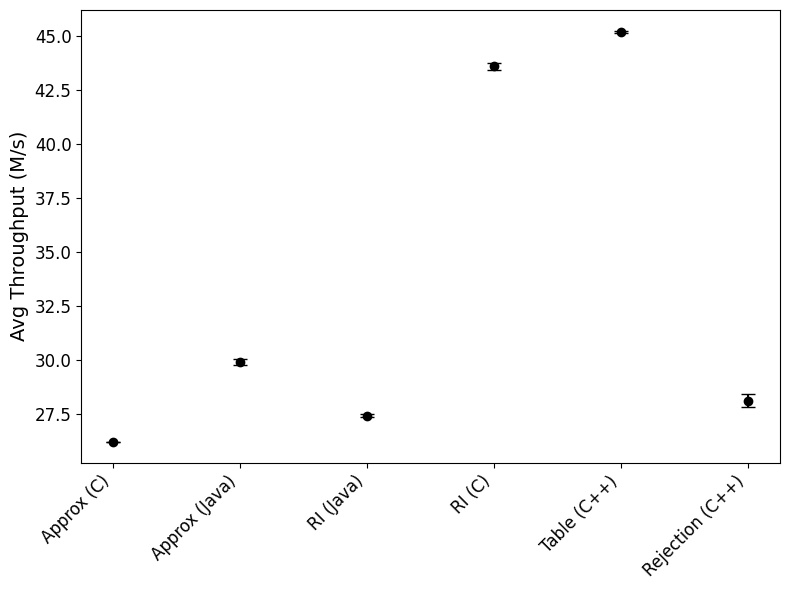 Avg Throughput (M/s)
45.0
42.5
40.0
37.5
35.0
32.5
30.0
27.5
Approx (C)
Approx (Java)
RI (Java)
RI (C)
Table (C++)
Rejection (C++)